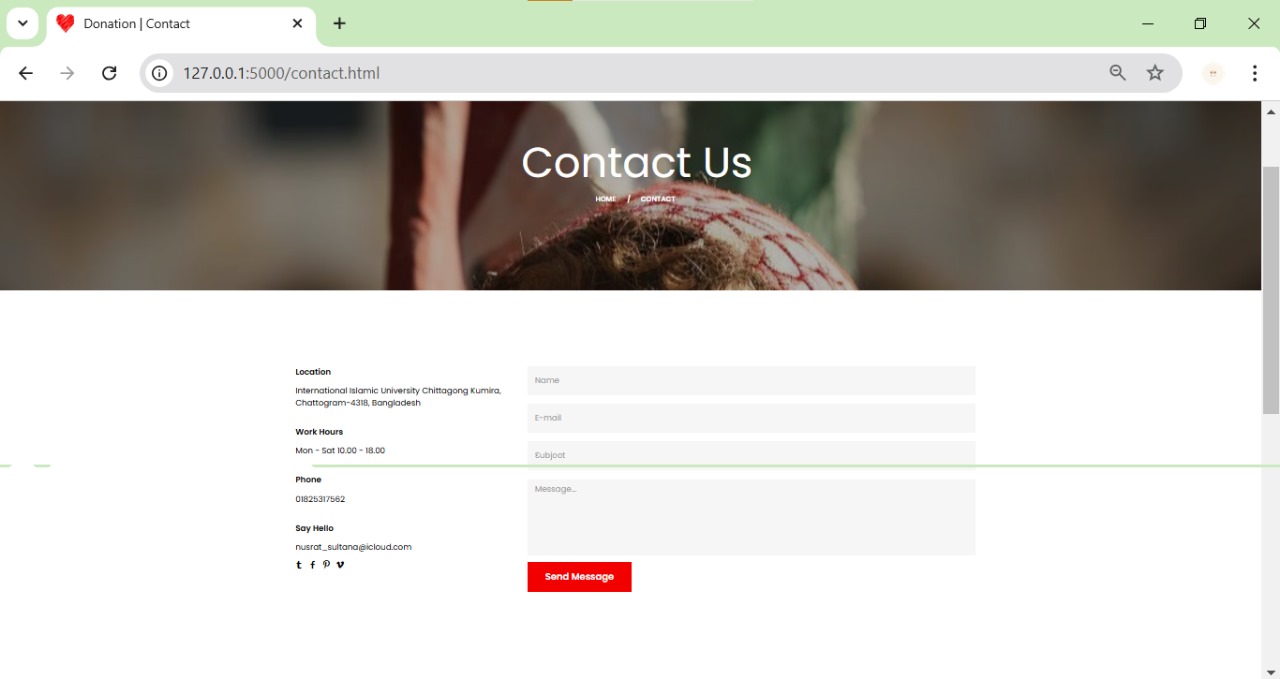 Donation | Contact
127.0.0.1:5000/contact.html
Contact Us
HOME / CONTACT
Location
International Islamic University Chittagong Kumira,
Chattogram-4318, Bangladesh
Work Hours
Mon - Sat 10.00 - 18.00
Phone
01825317562
Say Hello
nusrat_sultana@icloud.com
Name
E-mail
Subject
Message...
Send Message